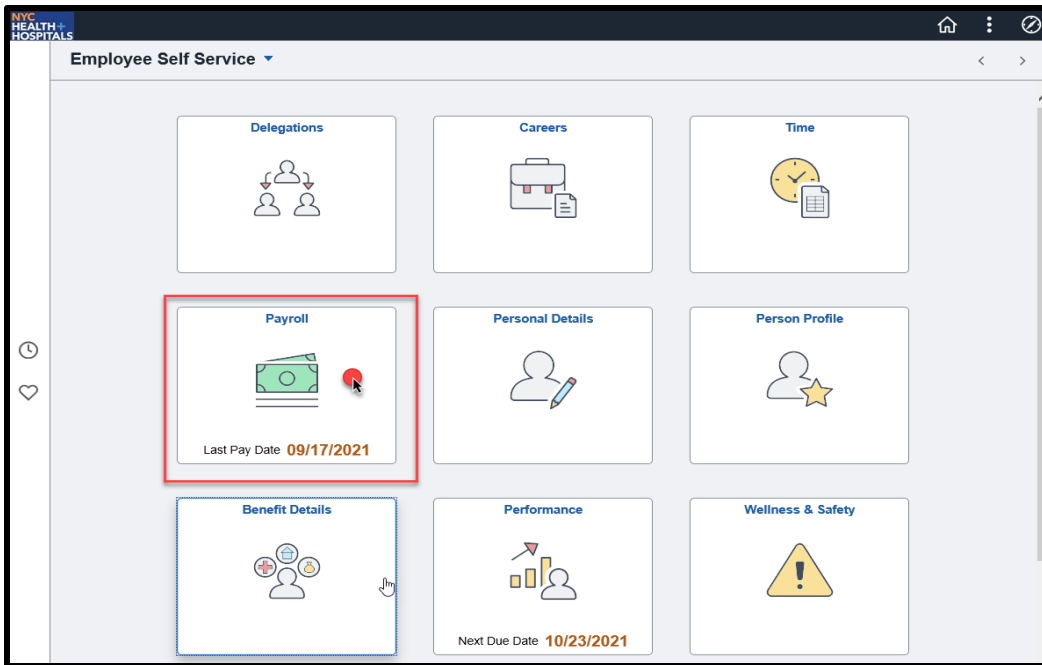 NYC
HEALTH+
HOSPITALS
Employee Self Service
Delegations
Careers
Time
Payroll
Last Pay Date 09/17/2021
Personal Details
Person Profile
Benefit Details
Performance
Next Due Date 10/23/2021
Wellness & Safety